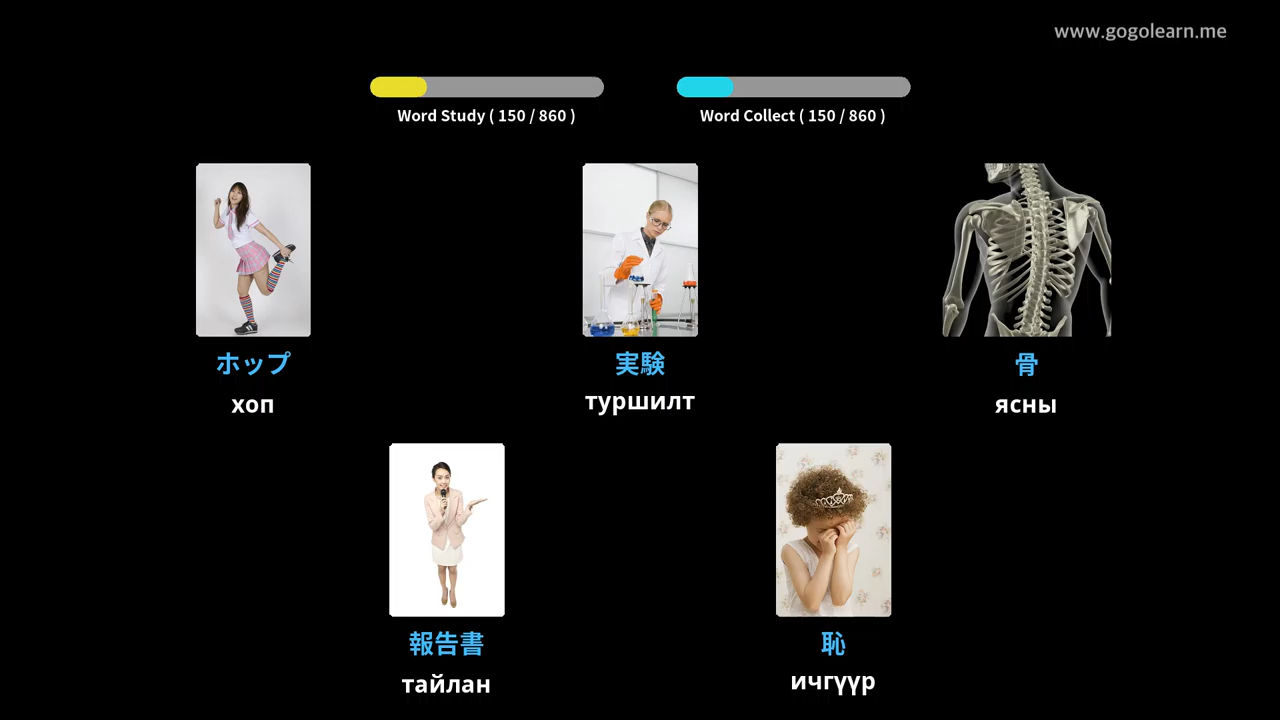 www.gogolearn.me
Word Study ( 150 / 860 )
Word Collect ( 150 / 860 )
ホップ
хоп
実験
туршилт
骨
ясны
報告書
тайлан
恥
ичгүүр